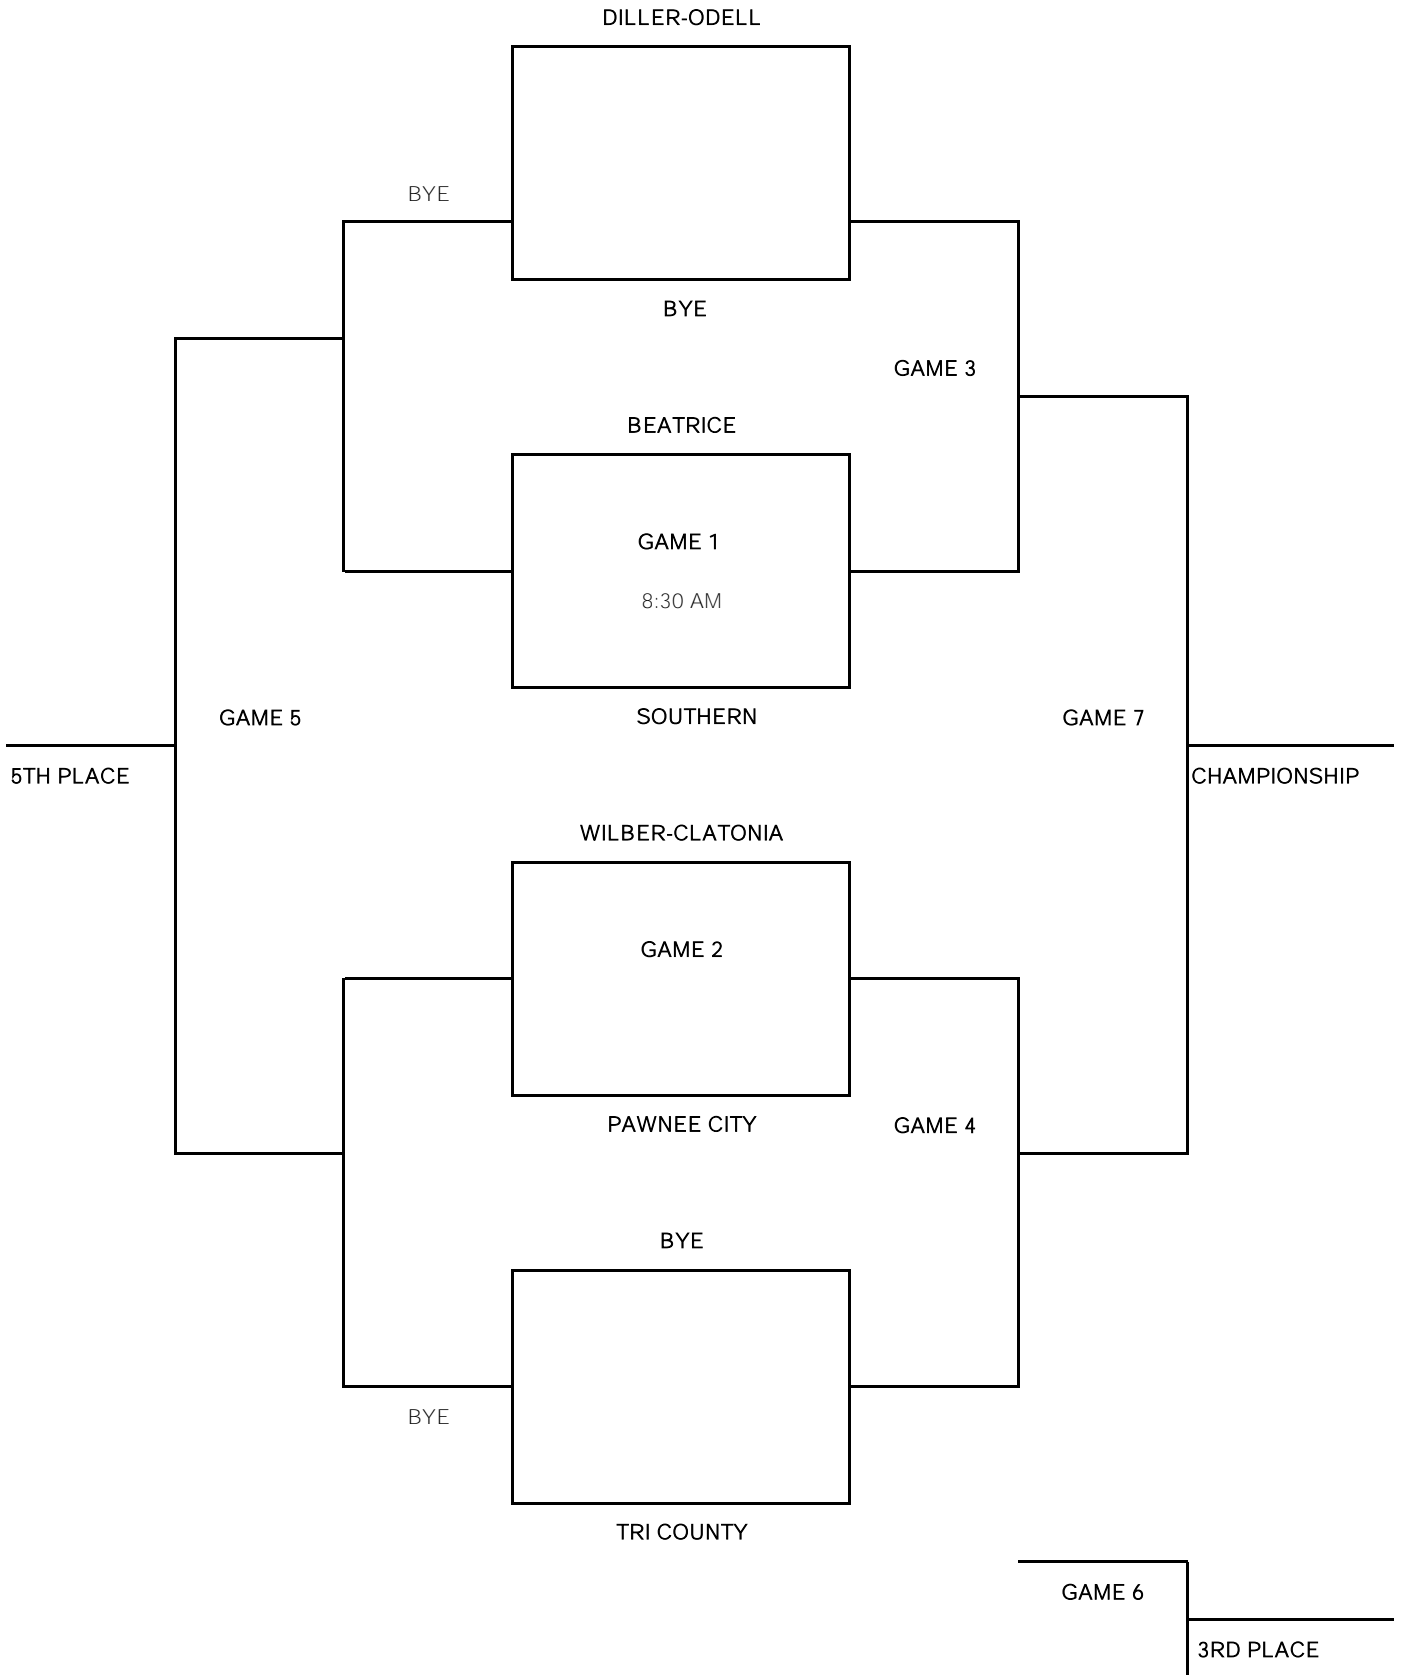 DILLER-ODELL
BYE
BYE
GAME 3
BEATRICE
GAME 1
8:30 AM
SOUTHERN
GAME 5
GAME 7
5TH PLACE
CHAMPIONSHIP
WILBER-CLATONIA
GAME 2
PAWNEE CITY
GAME 4
BYE
BYE
TRI COUNTY
GAME 6
3RD PLACE